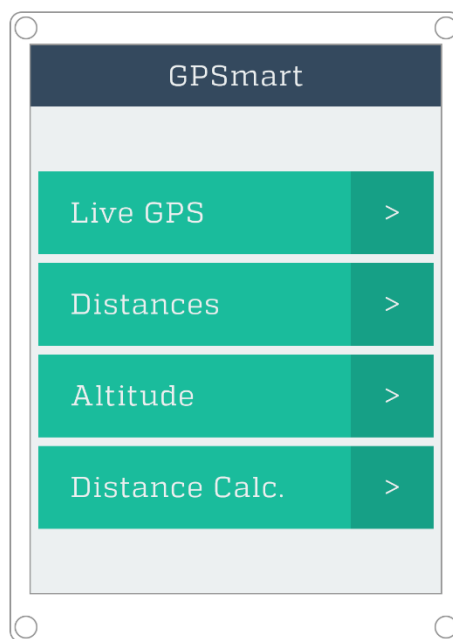 GPSmart
Live GPS >
Distances >
Altitude >
Distance Calc. >